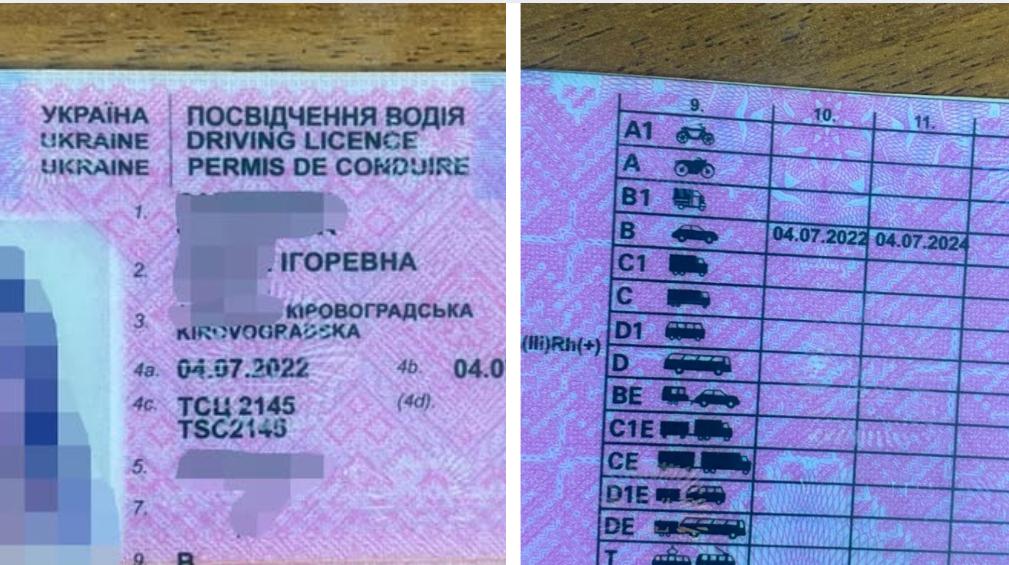 УКРАЇНА
UKRAINE
UKRAINE
ПОСВІДЧЕННЯ ВОДІЯ
DRIVING LICENCE
PERMIS DE CONDUIRE
1.
2.
ІГОРЕВНА
3.
КІРОВОГРАДСЬКА
KIROVOGRADSKA
4a. 04.07.2022 4b. 04.0
4c. ТСЦ 2145 (4d).
TSC2145
5.
7.
9. B
9. 10. 11.
A1
A
B1
B 04.07.2022 04.07.2024
C1
C
D1
(III)Rh(+)
D
BE
C1E
CE
D1E
DE
T